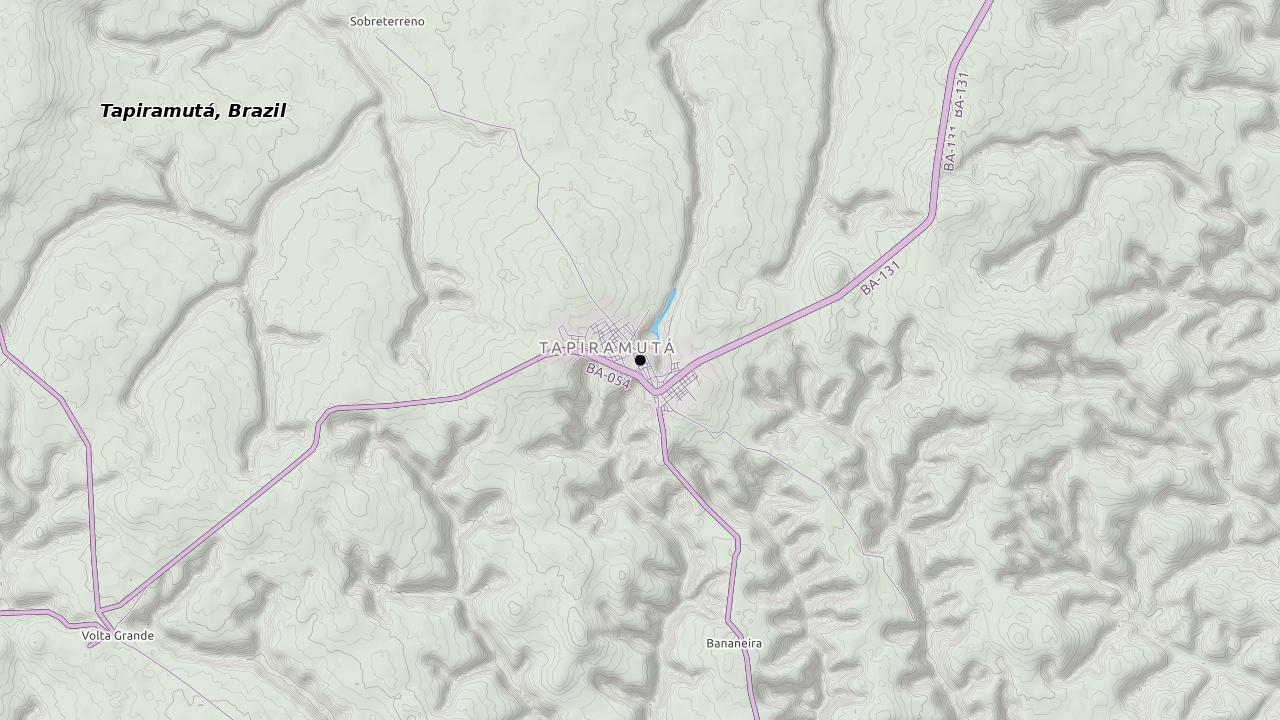 Sobreterreno
Tapiramutá, Brazil
BA-131
BA-131
BA-131
TAPIRAMUTÁ
BA-054
Volta Grande
Bananeira